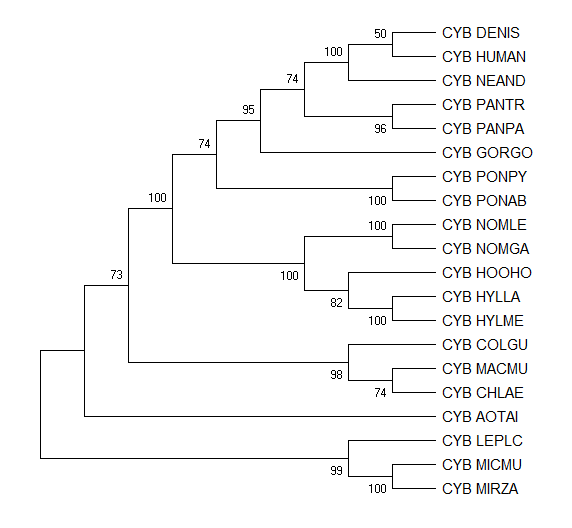 50
CYB DENIS
100
CYB HUMAN
74
CYB NEAND
95
CYB PANTR
96
CYB PANPA
74
CYB GORGO
CYB PONPY
100
CYB PONAB
100
100
CYB NOMLE
CYB NOMGA
100
CYB HOOHO
73
82
CYB HYLLA
100
CYB HYLME
CYB COLGU
98
CYB MACMU
74
CYB CHLAE
CYB AOTAI
CYB LEPLC
99
CYB MICMU
100
CYB MIRZA